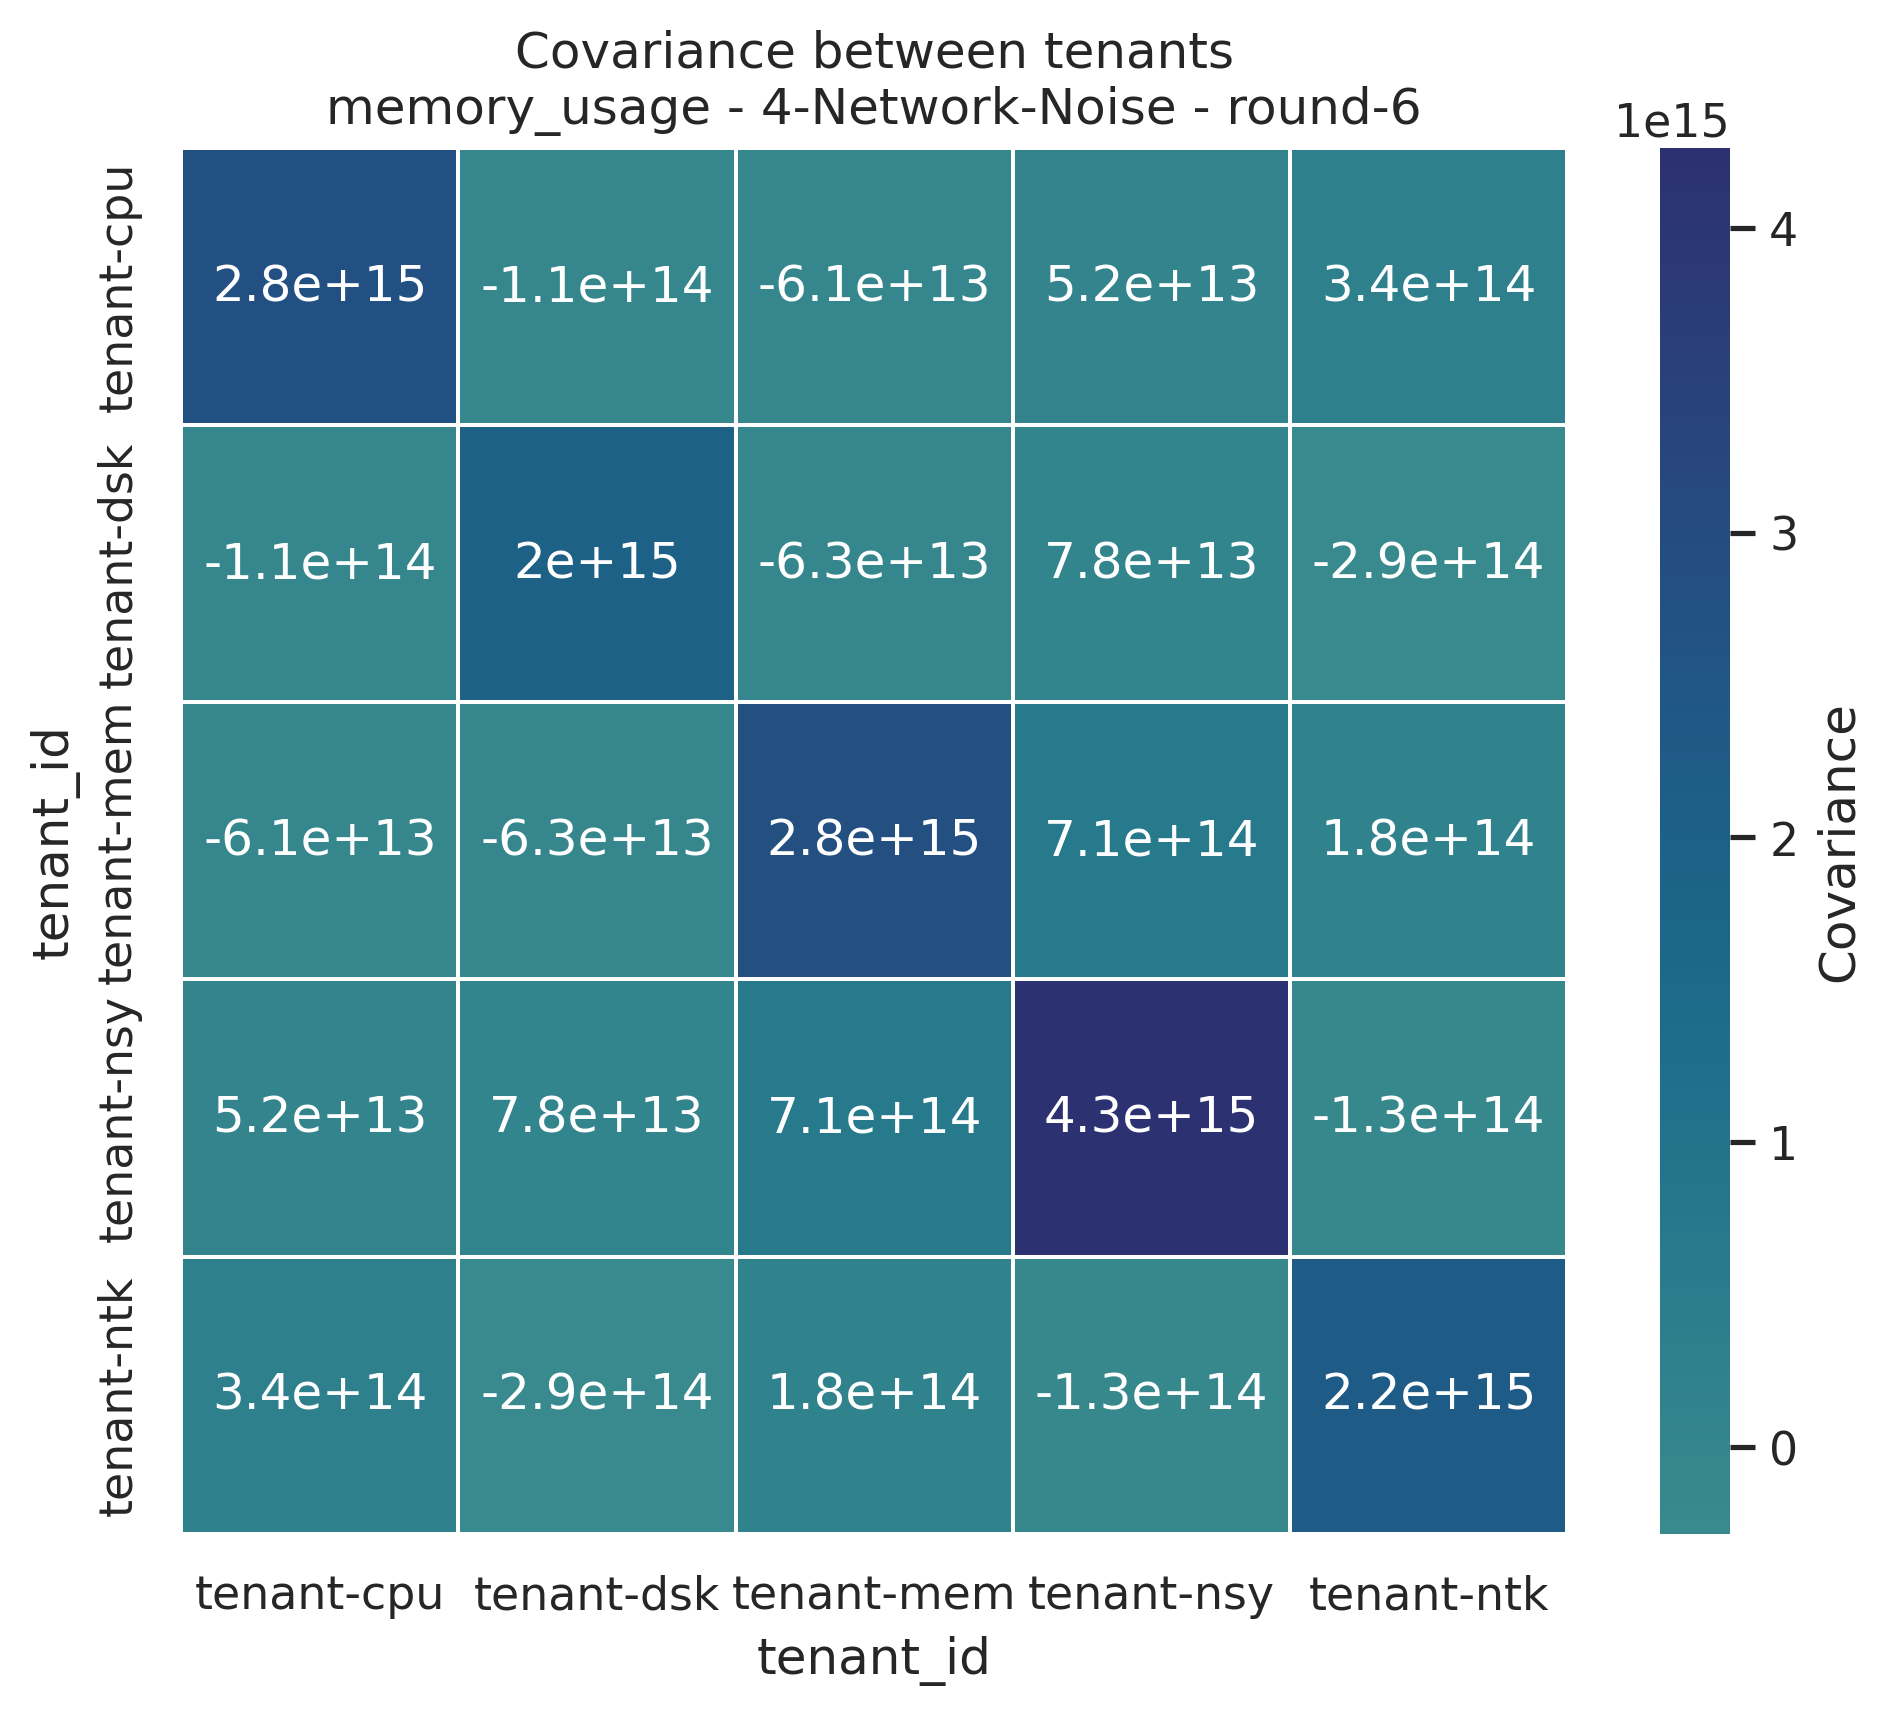 Covariance between tenants
memory_usage - 4-Network-Noise - round-6
1e15
tenant-cpu
2.8e+15 -1.1e+14 -6.1e+13 5.2e+13 3.4e+14
tenant-dsk
-1.1e+14 2e+15 -6.3e+13 7.8e+13 -2.9e+14
tenant-mem
-6.1e+13 -6.3e+13 2.8e+15 7.1e+14 1.8e+14
tenant-nsy
5.2e+13 7.8e+13 7.1e+14 4.3e+15 -1.3e+14
tenant-ntk
3.4e+14 -2.9e+14 1.8e+14 -1.3e+14 2.2e+15
tenant_id
tenant-cpu tenant-dsk tenant-mem tenant-nsy tenant-ntk
tenant_id
4
3
2
1
0
Covariance